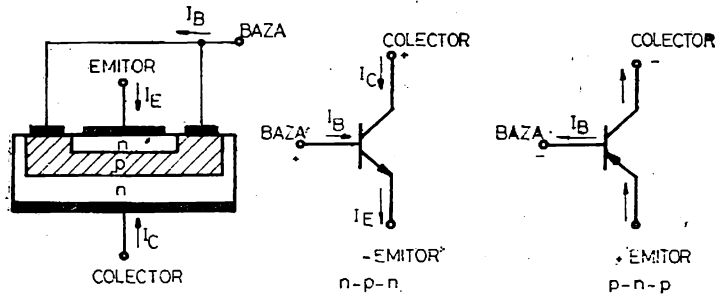 I_B
BAZA
EMITOR
I_E
n
p
n
I_C
COLECTOR
COLECTOR
+
I_C
BAZA
I_B
+
I_E
- EMITOR
n-p-n
COLECTOR
-
BAZA
I_B
-
+ EMITOR
p-n-p